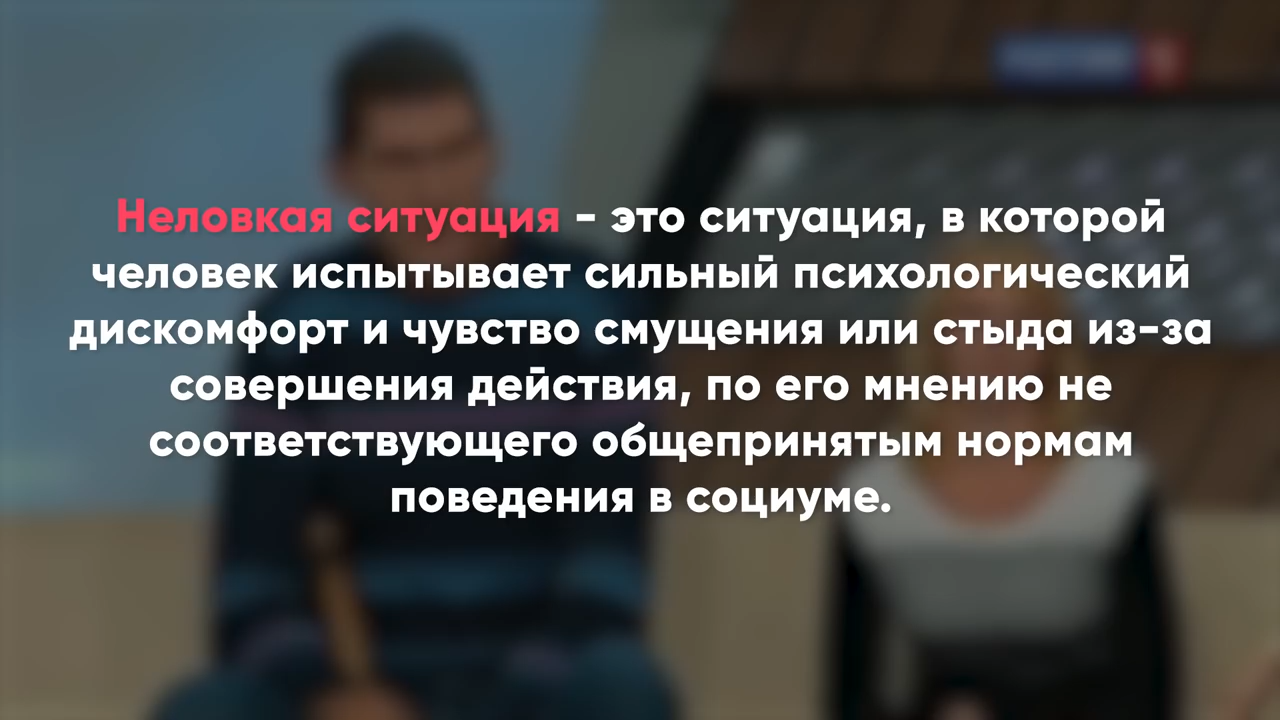 Неловкая ситуация - это ситуация, в которой
человек испытывает сильный психологический
дискомфорт и чувство смущения или стыда из-за
совершения действия, по его мнению не
соответствующего общепринятым нормам
поведения в социуме.